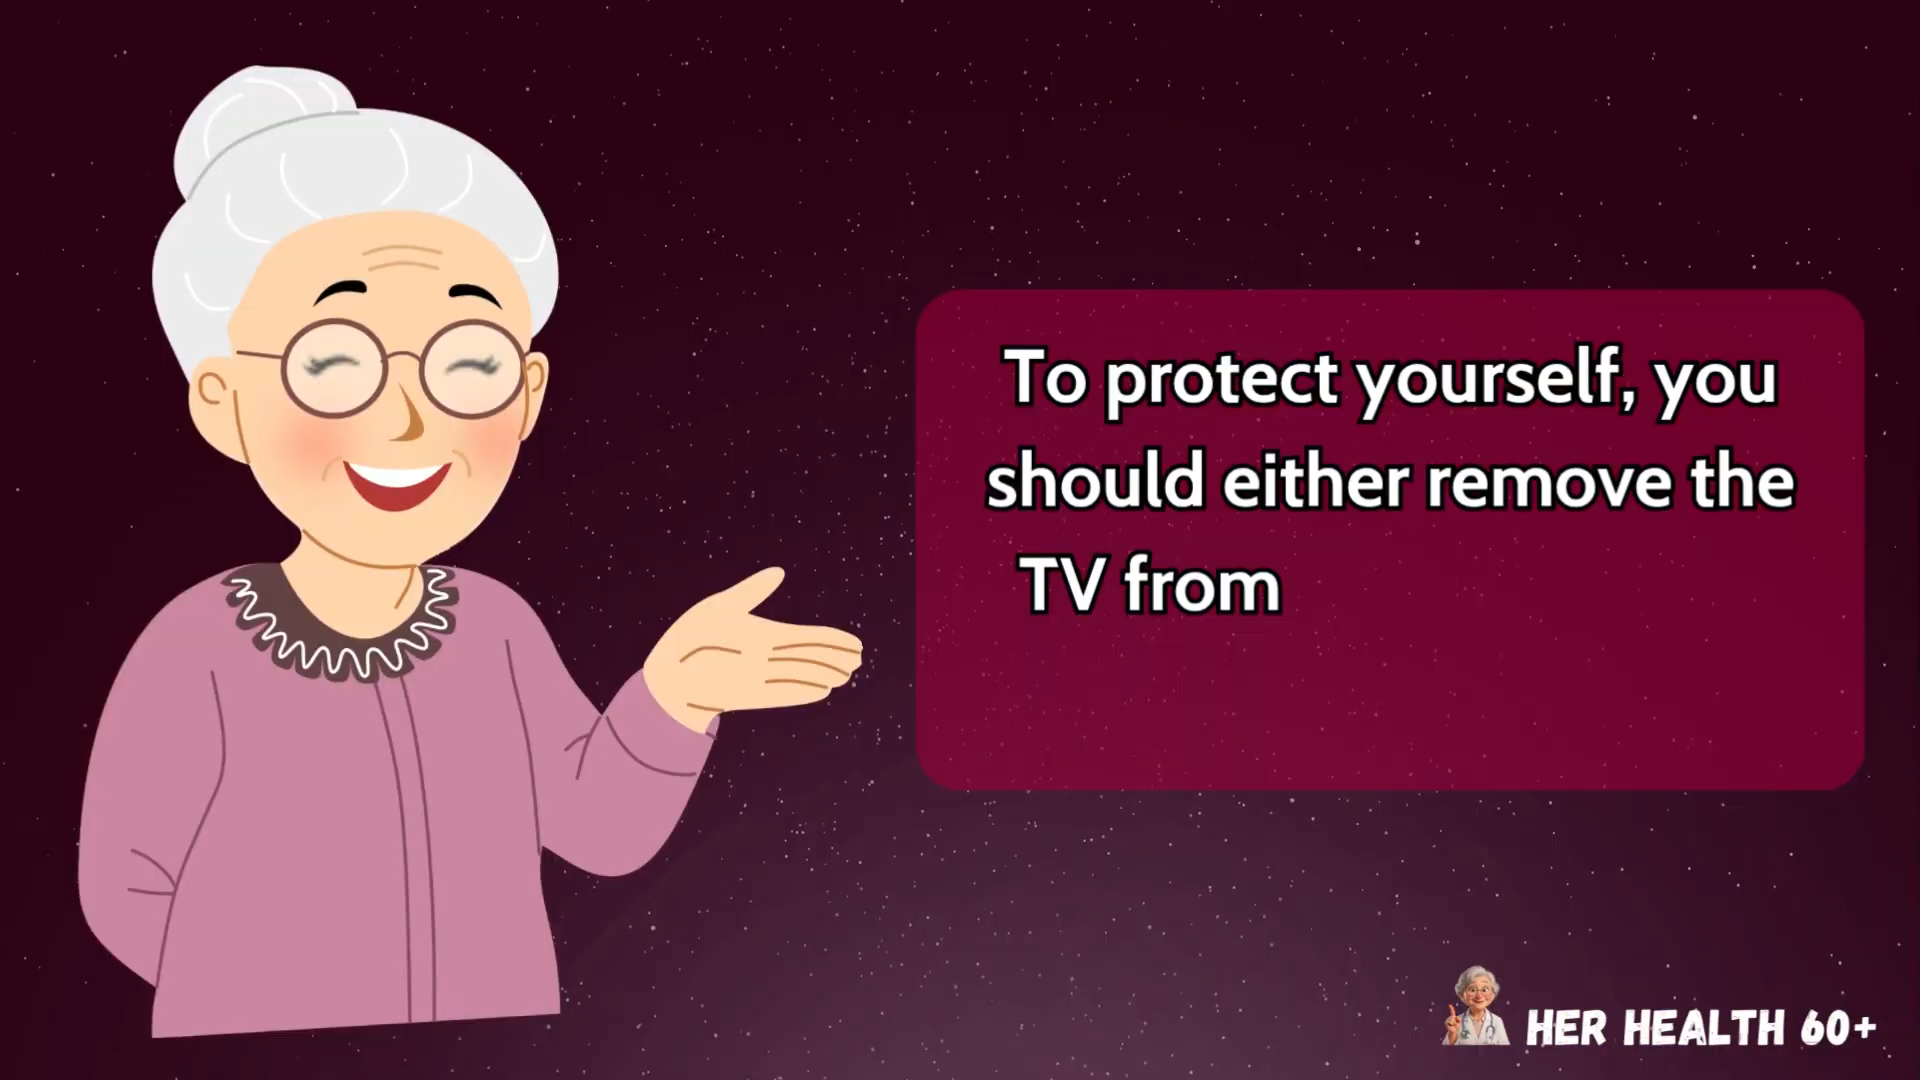 To protect yourself, you
should either remove the
TV from
HER HEALTH 60+